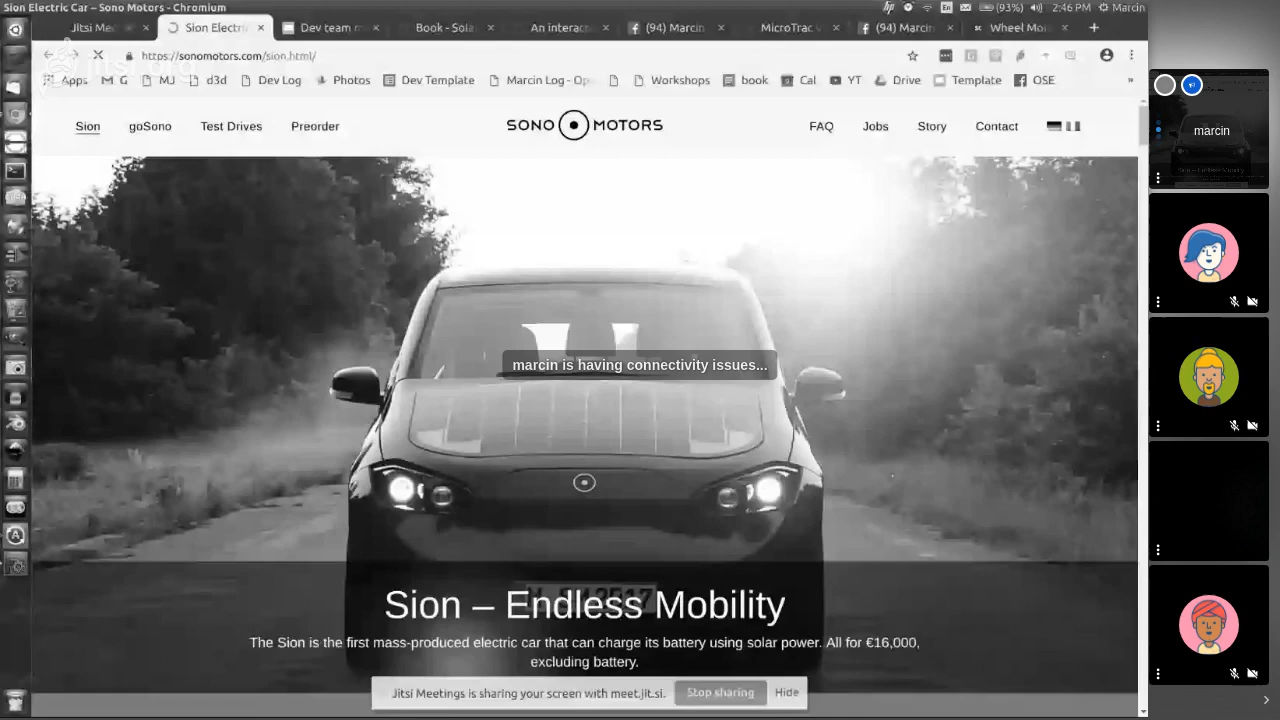 Sion Electric Car – Sono Motors - Chromium
En (93%) 2:46 PM Marcin
Jitsi Me × Sion Electri × Dev team × Book - Sola × An interac × (94) Marcin × MicroTrac × (94) Marcin × Wheel Mo ×
https://sonomotors.com/sion.html/
Apps M G MJ d3d Dev Log Photos Dev Template Marcin Log - Op Workshops book Cal YT Drive Template OSE »
Sion goSono Test Drives Preorder SONO MOTORS FAQ Jobs Story Contact
marcin
marcin is having connectivity issues...
Sion – Endless Mobility
The Sion is the first mass-produced electric car that can charge its battery using solar power. All for €16,000,
excluding battery.
Jitsi Meetings is sharing your screen with meet.jit.si. Stop sharing Hide